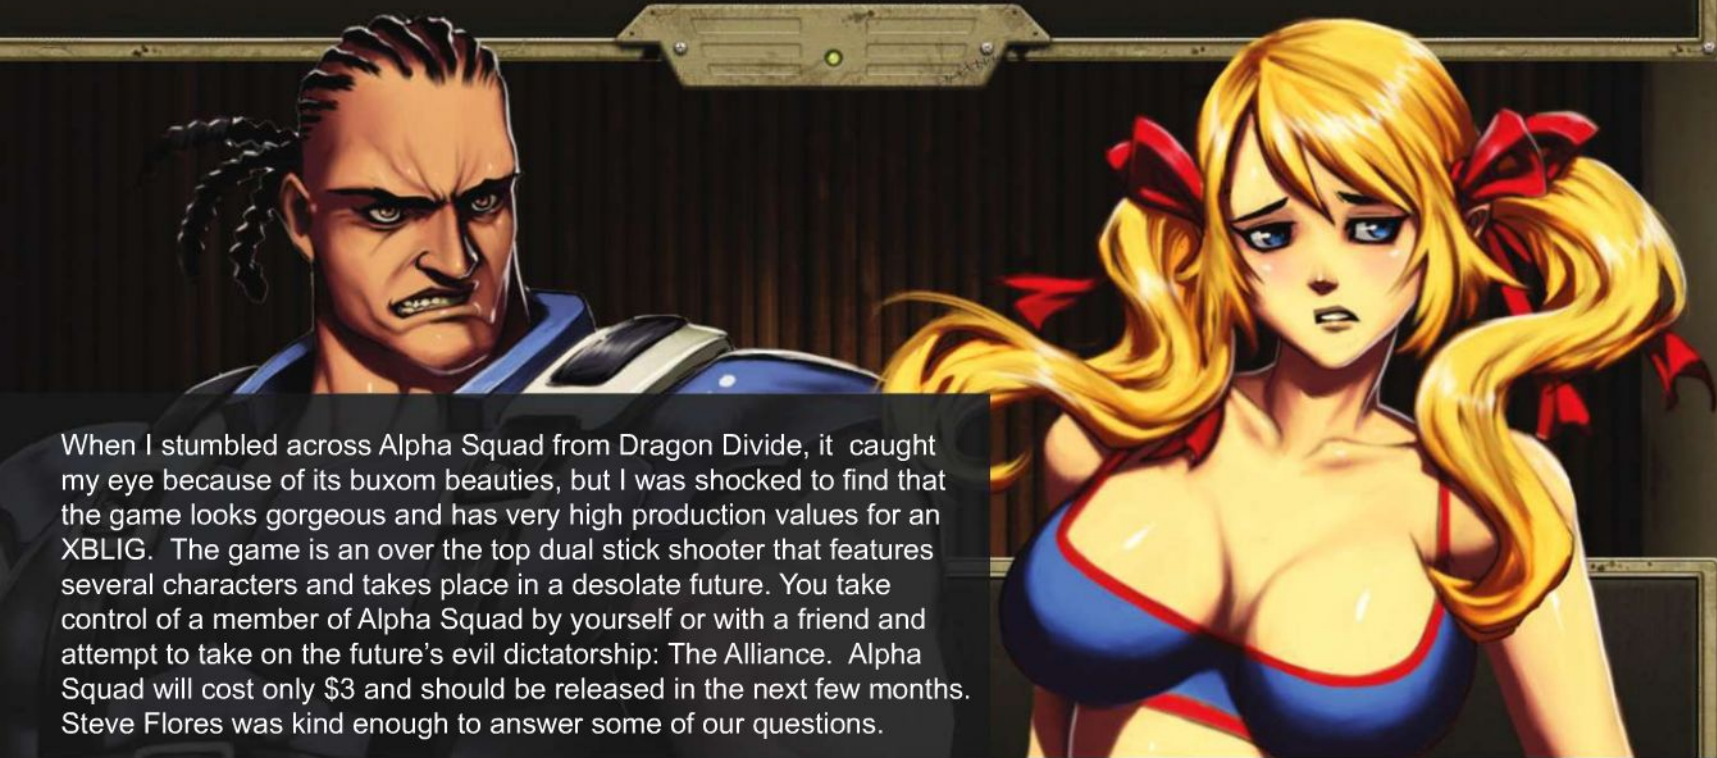 When I stumbled across Alpha Squad from Dragon Divide, it  caught
my eye because of its buxom beauties, but I was shocked to find that
the game looks gorgeous and has very high production values for an
XBLIG.  The game is an over the top dual stick shooter that features
several characters and takes place in a desolate future. You take
control of a member of Alpha Squad by yourself or with a friend and
attempt to take on the future’s evil dictatorship: The Alliance.  Alpha
Squad will cost only $3 and should be released in the next few months.
Steve Flores was kind enough to answer some of our questions.